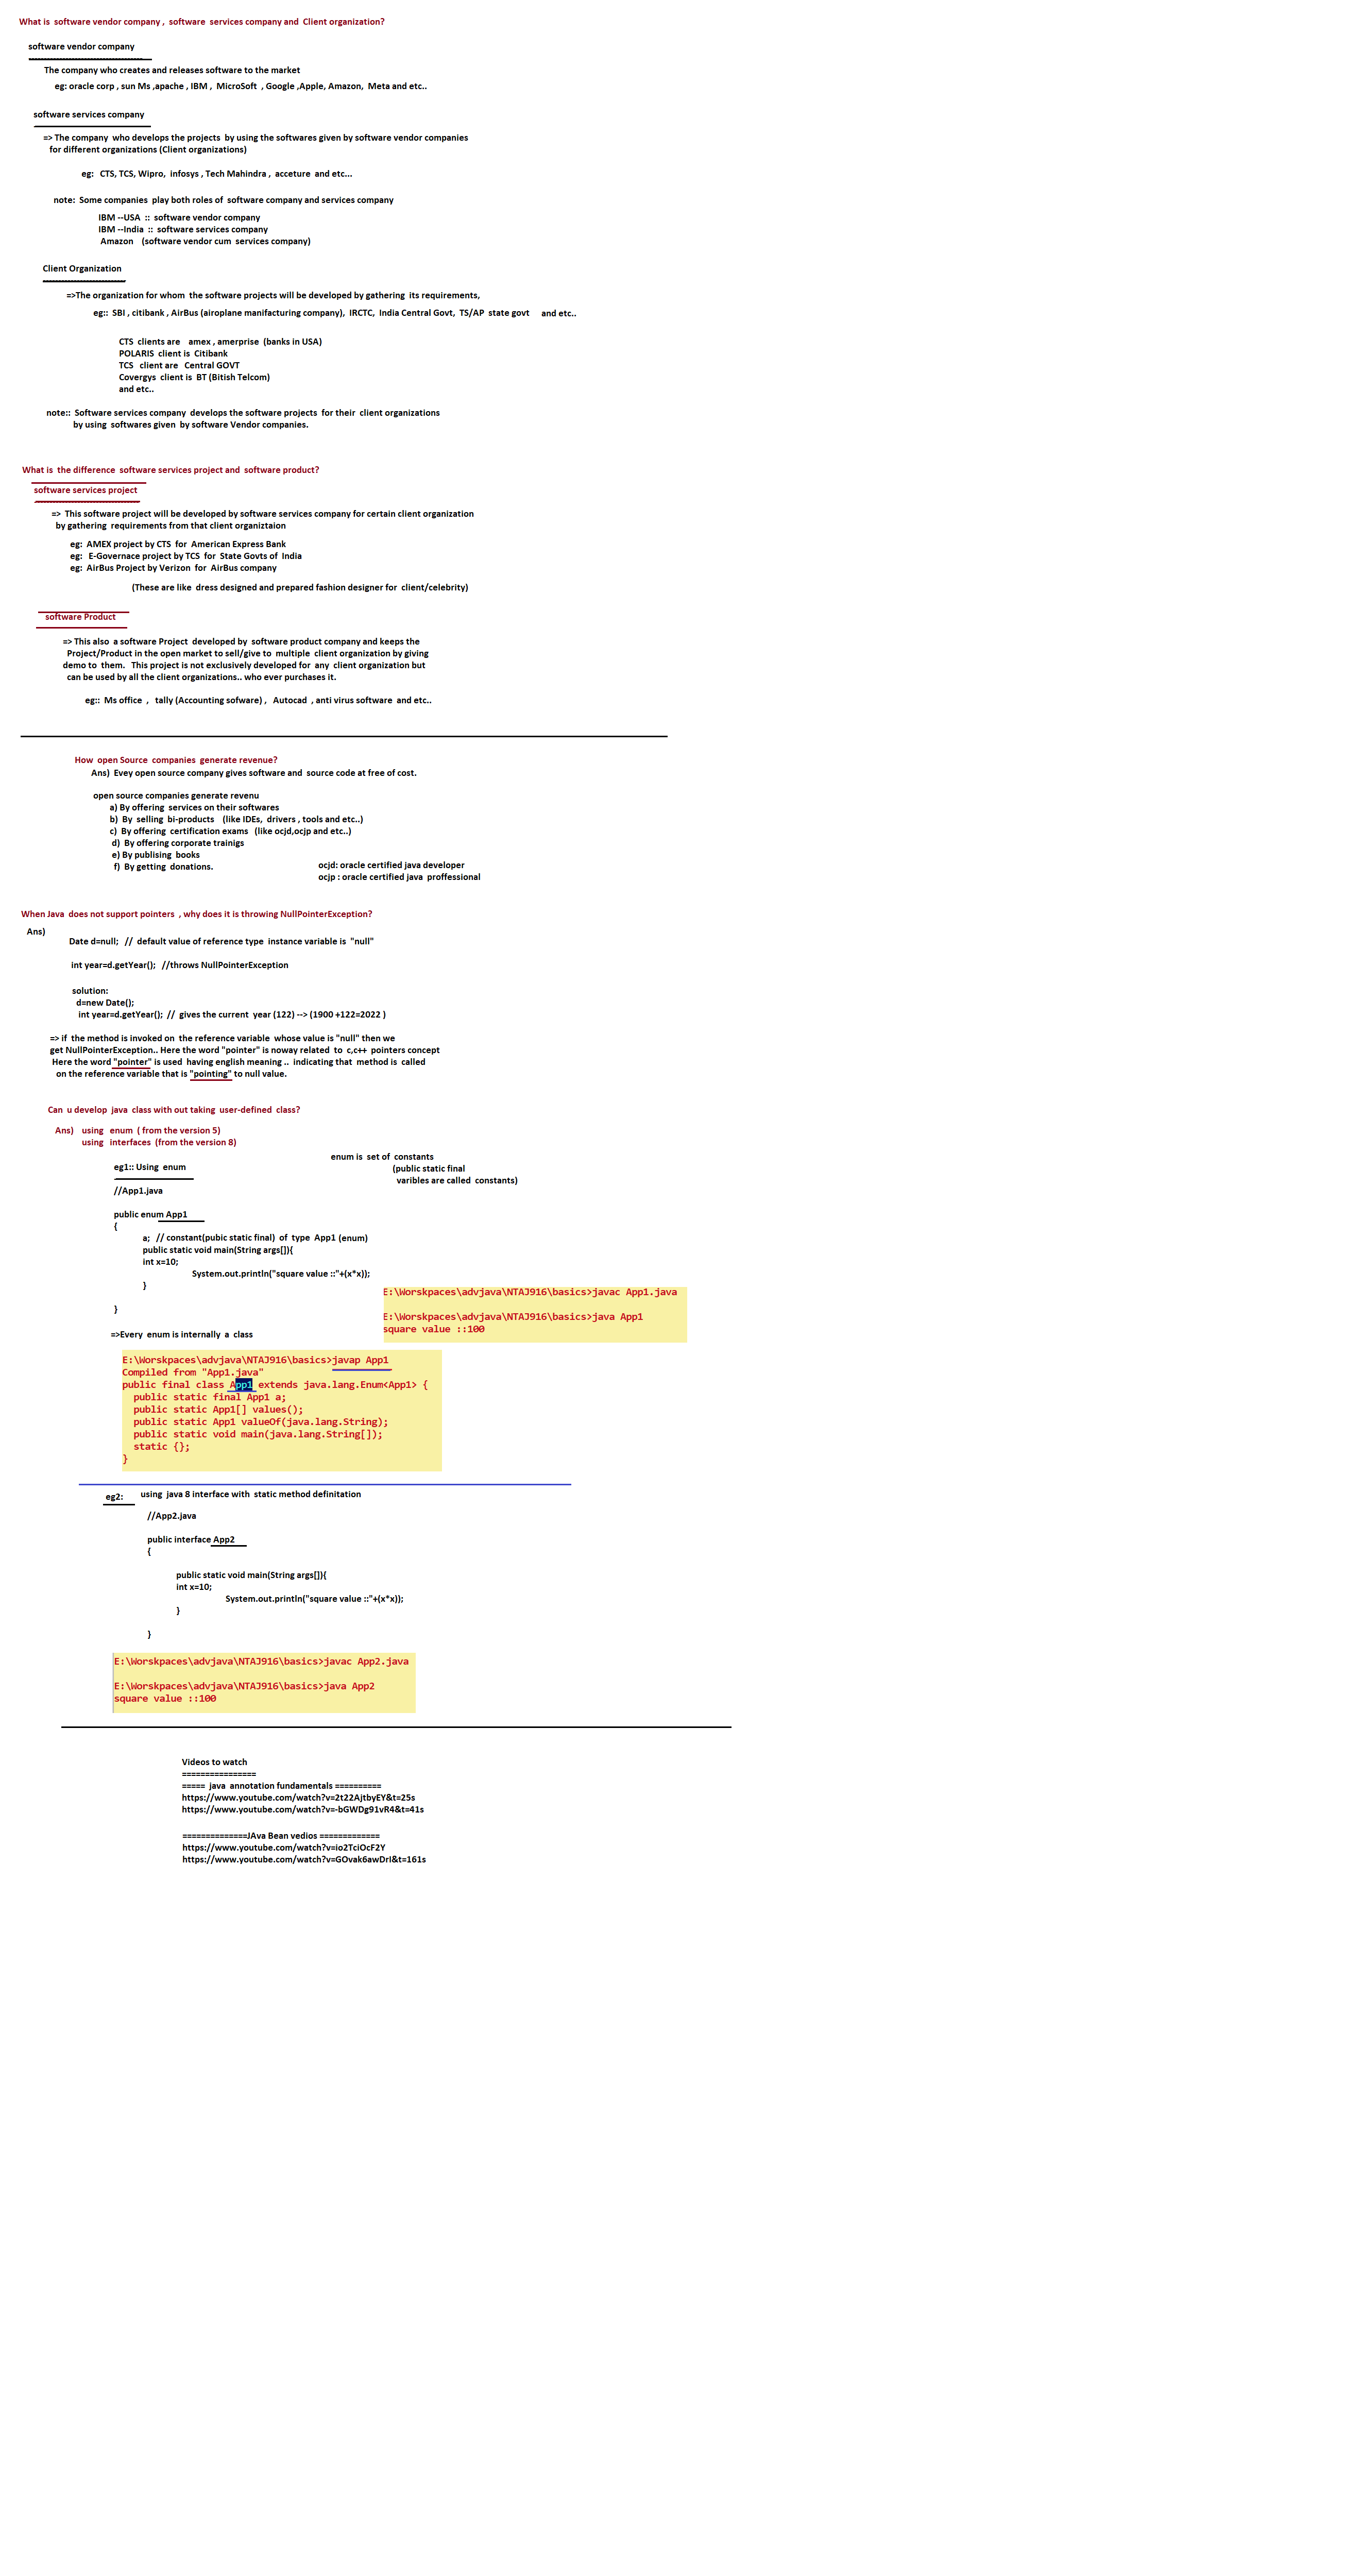 What is software vendor company , software services company and Client organization?
software vendor company
The company who creates and releases software to the market
eg: oracle corp , sun Ms ,apache , IBM , MicroSoft , Google ,Apple, Amazon, Meta and etc..
software services company
=> The company who develops the projects by using the softwares given by software vendor companies
for different organizations (Client organizations)
eg: CTS, TCS, Wipro, infosys , Tech Mahindra , acceture and etc...
note: Some companies play both roles of software company and services company
IBM --USA :: software vendor company
IBM --India :: software services company
Amazon (software vendor cum services company)
Client Organization
=>The organization for whom the software projects will be developed by gathering its requirements,
eg:: SBI , citibank , AirBus (airoplane manifacturing company), IRCTC, India Central Govt, TS/AP state govt and etc..
CTS clients are amex , amerprise (banks in USA)
POLARIS client is Citibank
TCS client are Central GOVT
Covergys client is BT (Bitish Telcom)
and etc..
note:: Software services company develops the software projects for their client organizations
by using softwares given by software Vendor companies.
What is the difference software services project and software product?
software services project
=> This software project will be developed by software services company for certain client organization
by gathering requirements from that client organiztaion
eg: AMEX project by CTS for American Express Bank
eg: E-Governace project by TCS for State Govts of India
eg: AirBus Project by Verizon for AirBus company
(These are like dress designed and prepared fashion designer for client/celebrity)
software Product
=> This also a software Project developed by software product company and keeps the
Project/Product in the open market to sell/give to multiple client organization by giving
demo to them. This project is not exclusively developed for any client organization but
can be used by all the client organizations.. who ever purchases it.
eg:: Ms office , tally (Accounting sofware) , Autocad , anti virus software and etc..
How open Source companies generate revenue?
Ans) Evey open source company gives software and source code at free of cost.
open source companies generate revenu
a) By offering services on their softwares
b) By selling bi-products (like IDEs, drivers , tools and etc..)
c) By offering certification exams (like ocjd,ocjp and etc..)
d) By offering corporate trainigs
e) By publising books
f) By getting donations.
ocjd: oracle certified java developer
ocjp : oracle certified java proffessional
When Java does not support pointers , why does it is throwing NullPointerException?
Ans)
Date d=null; // default value of reference type instance variable is "null"
int year=d.getYear(); //throws NullPointerException
solution:
d=new Date();
int year=d.getYear(); // gives the current year (122) --> (1900 +122=2022 )
=> if the method is invoked on the reference variable whose value is "null" then we
get NullPointerException.. Here the word "pointer" is noway related to c,c++ pointers concept
Here the word "pointer" is used having english meaning .. indicating that method is called
on the reference variable that is "pointing" to null value.
Can u develop java class with out taking user-defined class?
Ans) using enum ( from the version 5)
using interfaces (from the version 8)
enum is set of constants
(public static final
varibles are called constants)
eg1:: Using enum
//App1.java
public enum App1
{
a; // constant(pubic static final) of type App1 (enum)
public static void main(String args[]){
int x=10;
System.out.println("square value ::"+(x*x));
}
}
E:\Worskpaces\advjava\NTAJ916\basics>javac App1.java
E:\Worskpaces\advjava\NTAJ916\basics>java App1
square value ::100
=>Every enum is internally a class
E:\Worskpaces\advjava\NTAJ916\basics>javap App1
Compiled from "App1.java"
public final class App1 extends java.lang.Enum<App1> {
public static final App1 a;
public static App1[] values();
public static App1 valueOf(java.lang.String);
public static void main(java.lang.String[]);
static {};
}
eg2: using java 8 interface with static method definitation
//App2.java
public interface App2
{
public static void main(String args[]){
int x=10;
System.out.println("square value ::"+(x*x));
}
}
E:\Worskpaces\advjava\NTAJ916\basics>javac App2.java
E:\Worskpaces\advjava\NTAJ916\basics>java App2
square value ::100
Videos to watch
================
===== java annotation fundamentals ==========
https://www.youtube.com/watch?v=2t22AjtbyEY&t=25s
https://www.youtube.com/watch?v=-bGWDg91vR4&t=41s
==============JAva Bean vedios =============
https://www.youtube.com/watch?v=io2TciOcF2Y
https://www.youtube.com/watch?v=GOvak6awDrI&t=161s